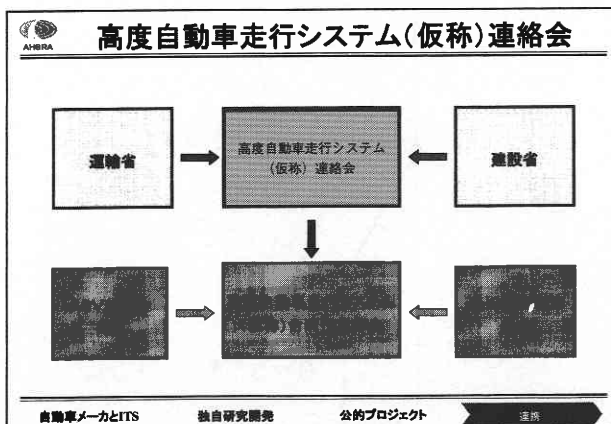 AHSRA
高度自動車走行システム(仮称)連絡会
運輸省
高度自動車走行システム
(仮称)連絡会
建設省
自動車メーカとITS
独自研究開発
公的プロジェクト
連携